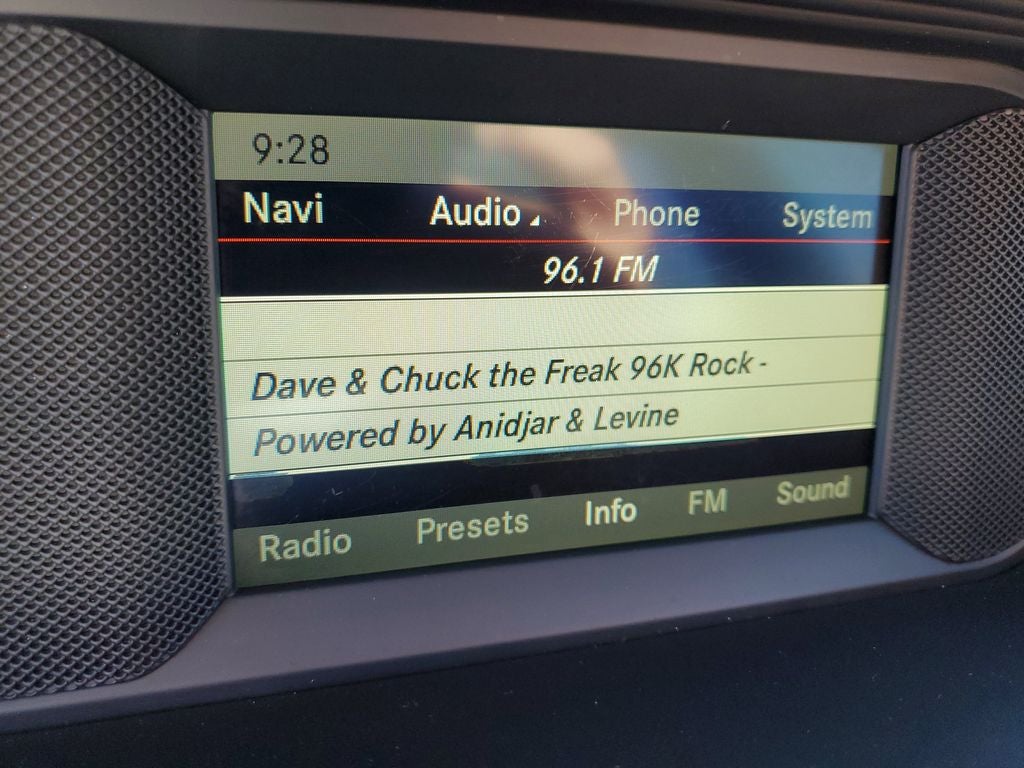 9:28
Navi Audio Phone System
96.1 FM
Dave & Chuck the Freak 96K Rock -
Powered by Anidjar & Levine
Radio Presets Info FM Sound